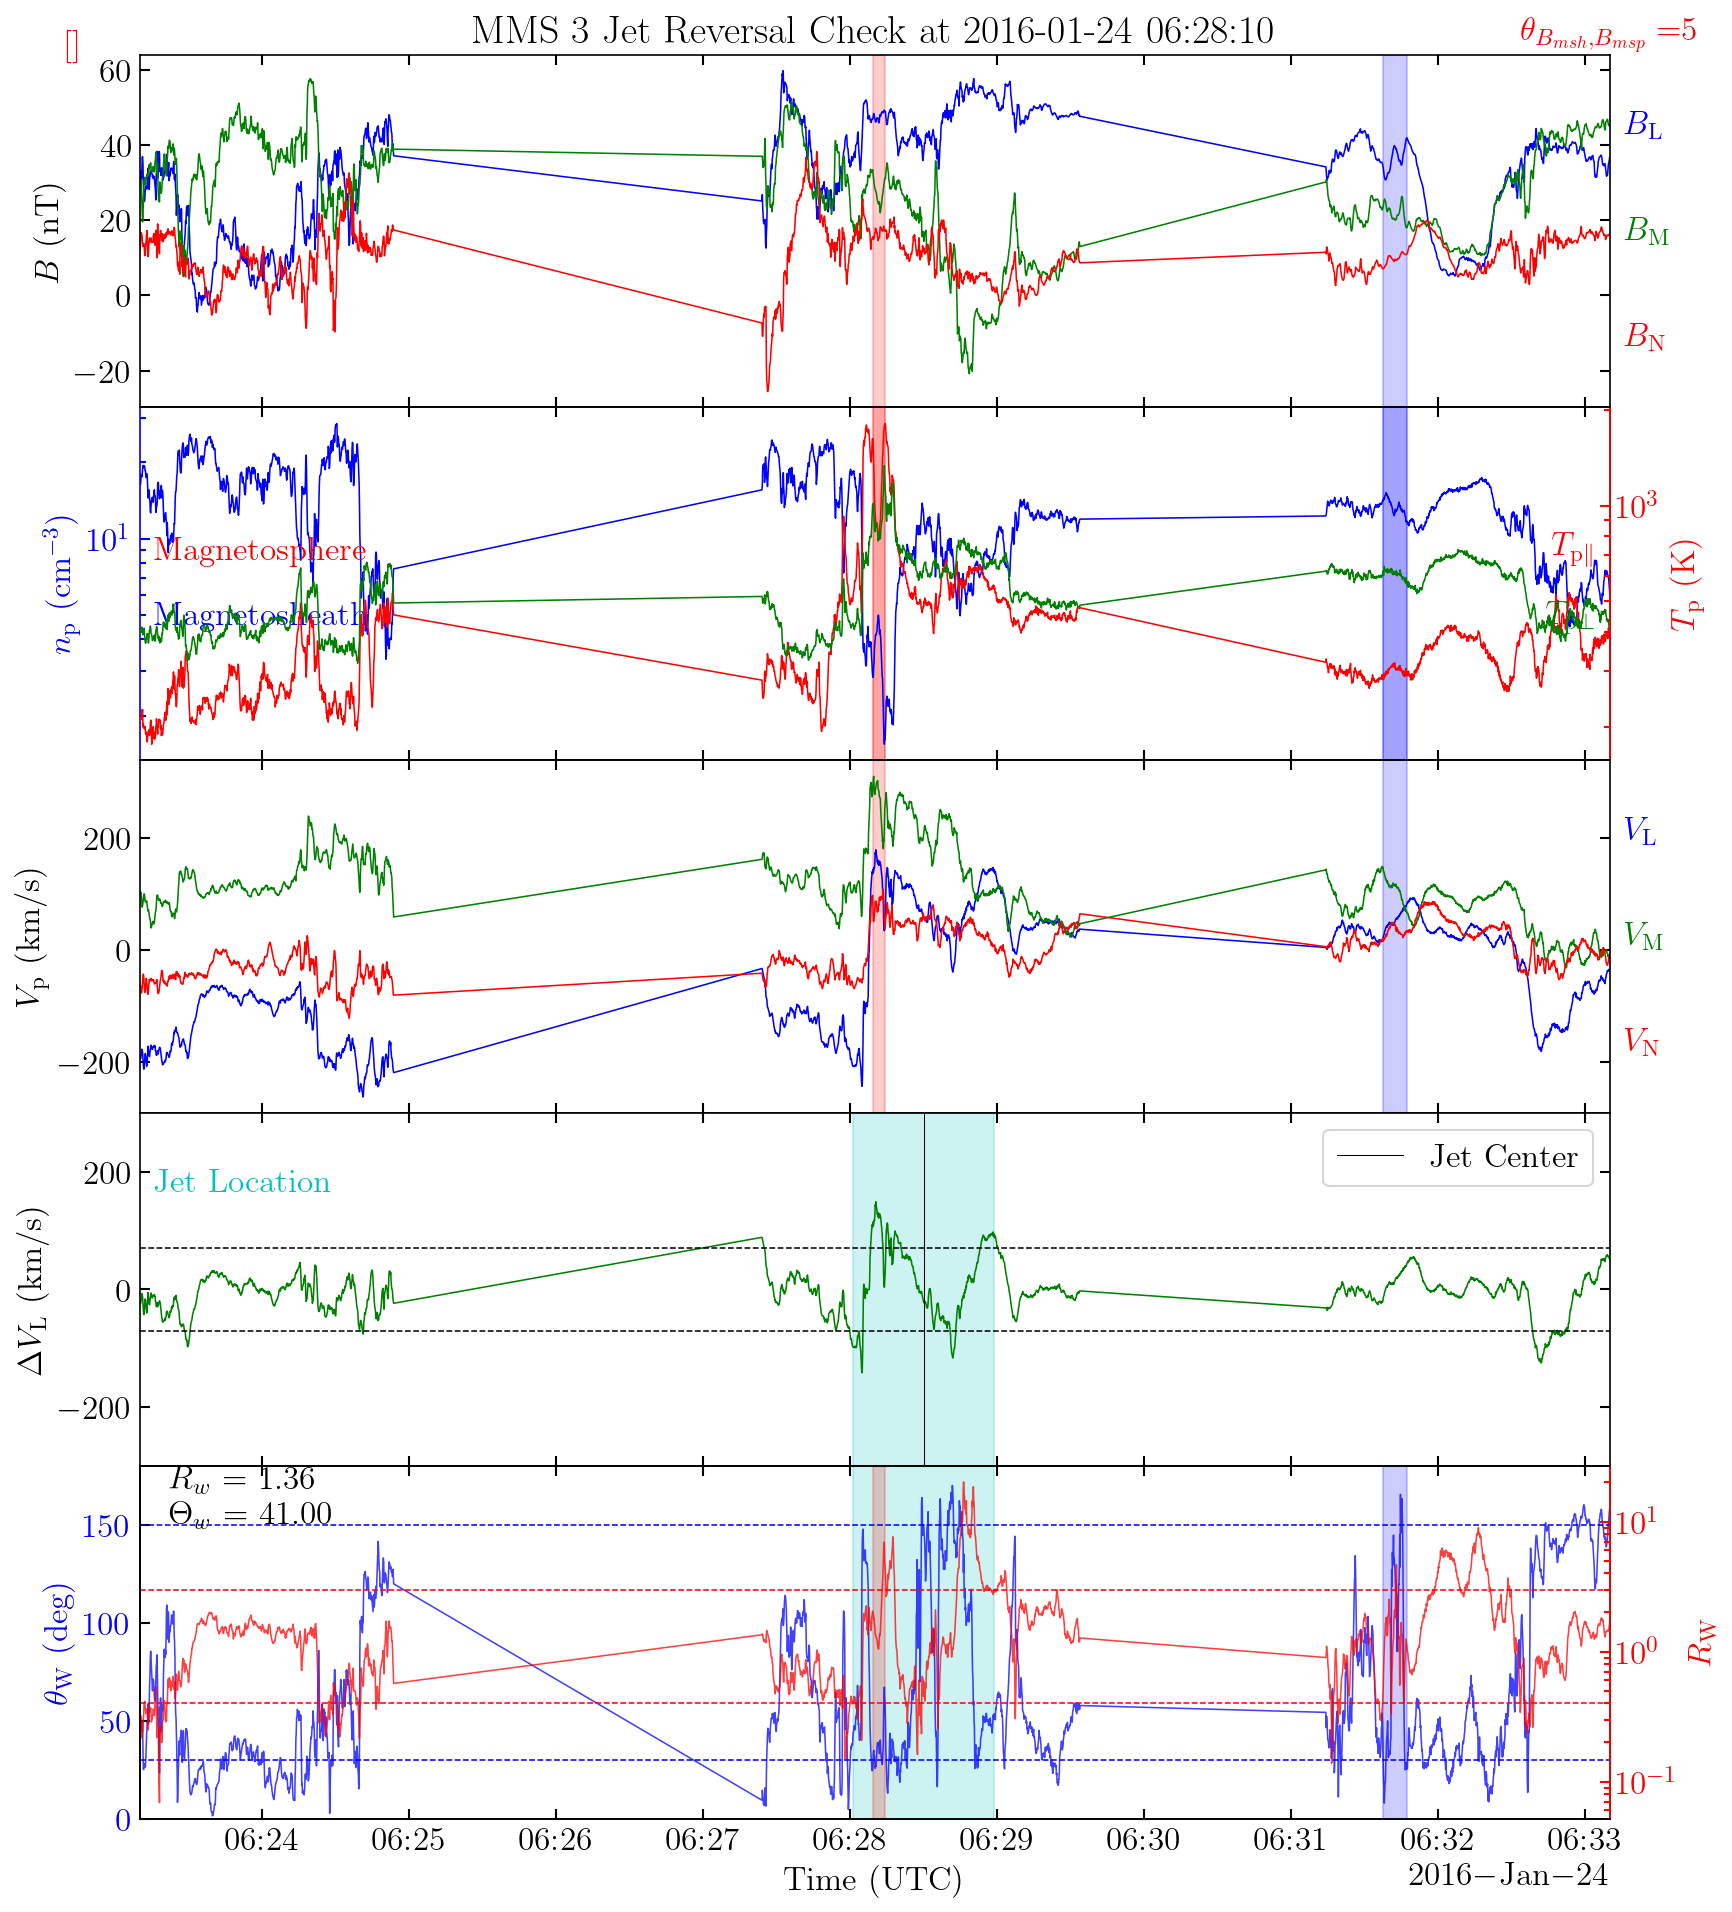 MMS 3 Jet Reversal Check at 2016-01-24 06:28:10
[]
θ_{B_{msh},B_{msp}} =5
60
40
20
0
−20
B (nT)
B_L
B_M
B_N
10^1
n_p (cm^{−3})
Magnetosphere
Magnetosheath
10^3
T_p (K)
T_{p∥}
T_{p⊥}
200
0
−200
V_p (km/s)
V_L
V_M
V_N
200
0
−200
ΔV_L (km/s)
Jet Location
Jet Center
R_w = 1.36
Θ_w = 41.00
150
100
50
0
θ_W (deg)
10^1
10^0
10^{−1}
R_W
06:24 06:25 06:26 06:27 06:28 06:29 06:30 06:31 06:32 06:33
Time (UTC)
2016−Jan−24